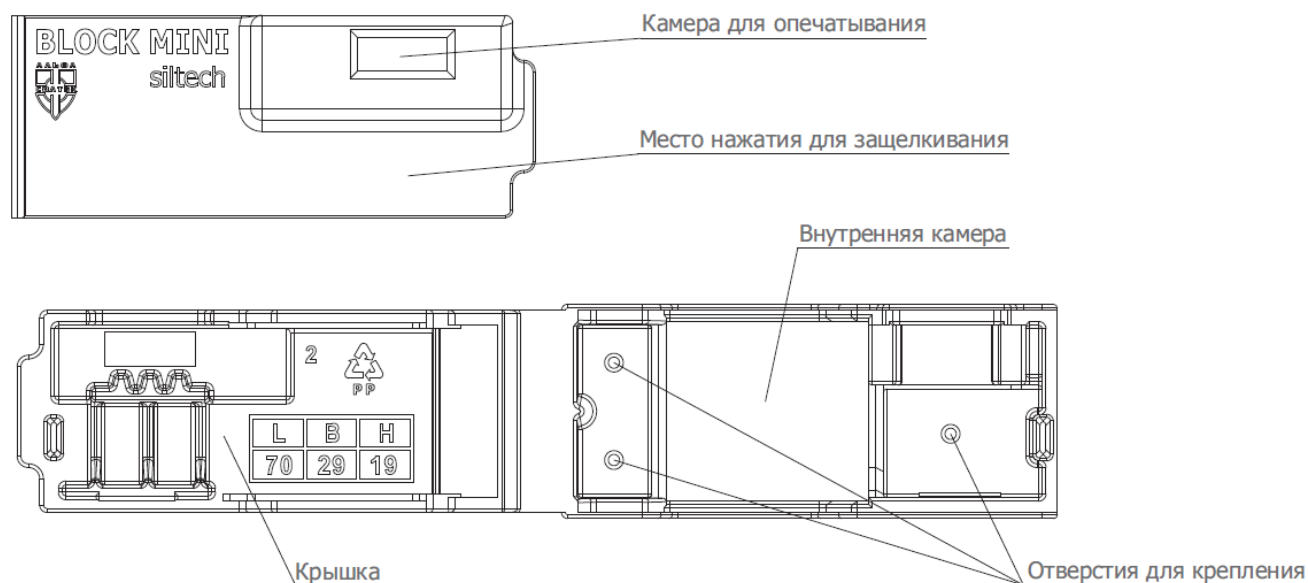 Камера для опечатывания
BLOCK MINI
siltech
Место нажатия для защелкивания
Внутренняя камера
2
PP
L B H
70 29 19
Крышка
Отверстия для крепления